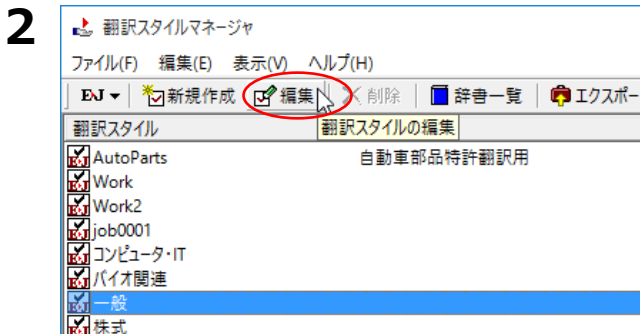 2
翻訳スタイルマネージャ
ファイル(F) 編集(E) 表示(V) ヘルプ(H)
EJ 新規作成 編集 削除 辞書一覧 エクスポー
翻訳スタイル 翻訳スタイルの編集
AutoParts 自動車部品特許翻訳用
Work
Work2
job0001
コンピュータ・IT
バイオ関連
一般
株式